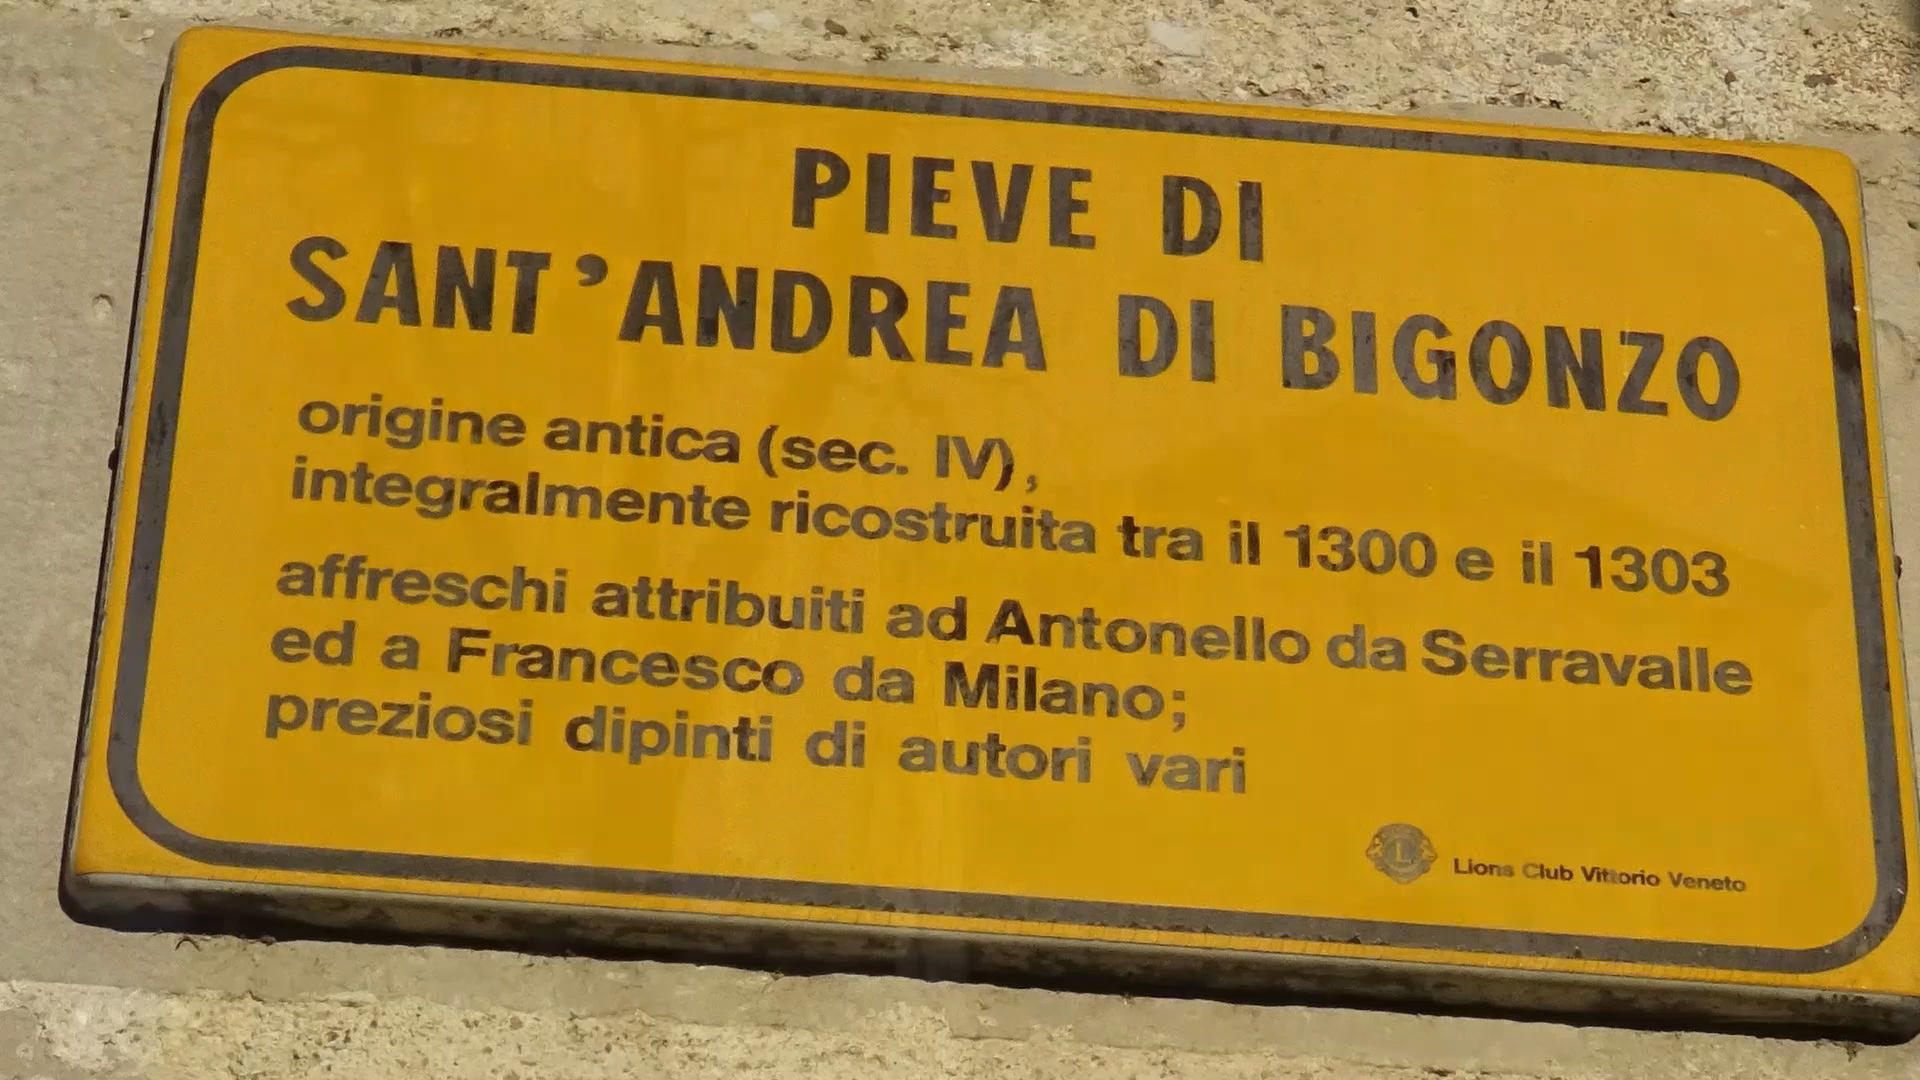 PIEVE DI
SANT'ANDREA DI BIGONZO
origine antica (sec. IV),
integralmente ricostruita tra il 1300 e il 1303
affreschi attribuiti ad Antonello da Serravalle
ed a Francesco da Milano;
preziosi dipinti di autori vari
L
Lions Club Vittorio Veneto